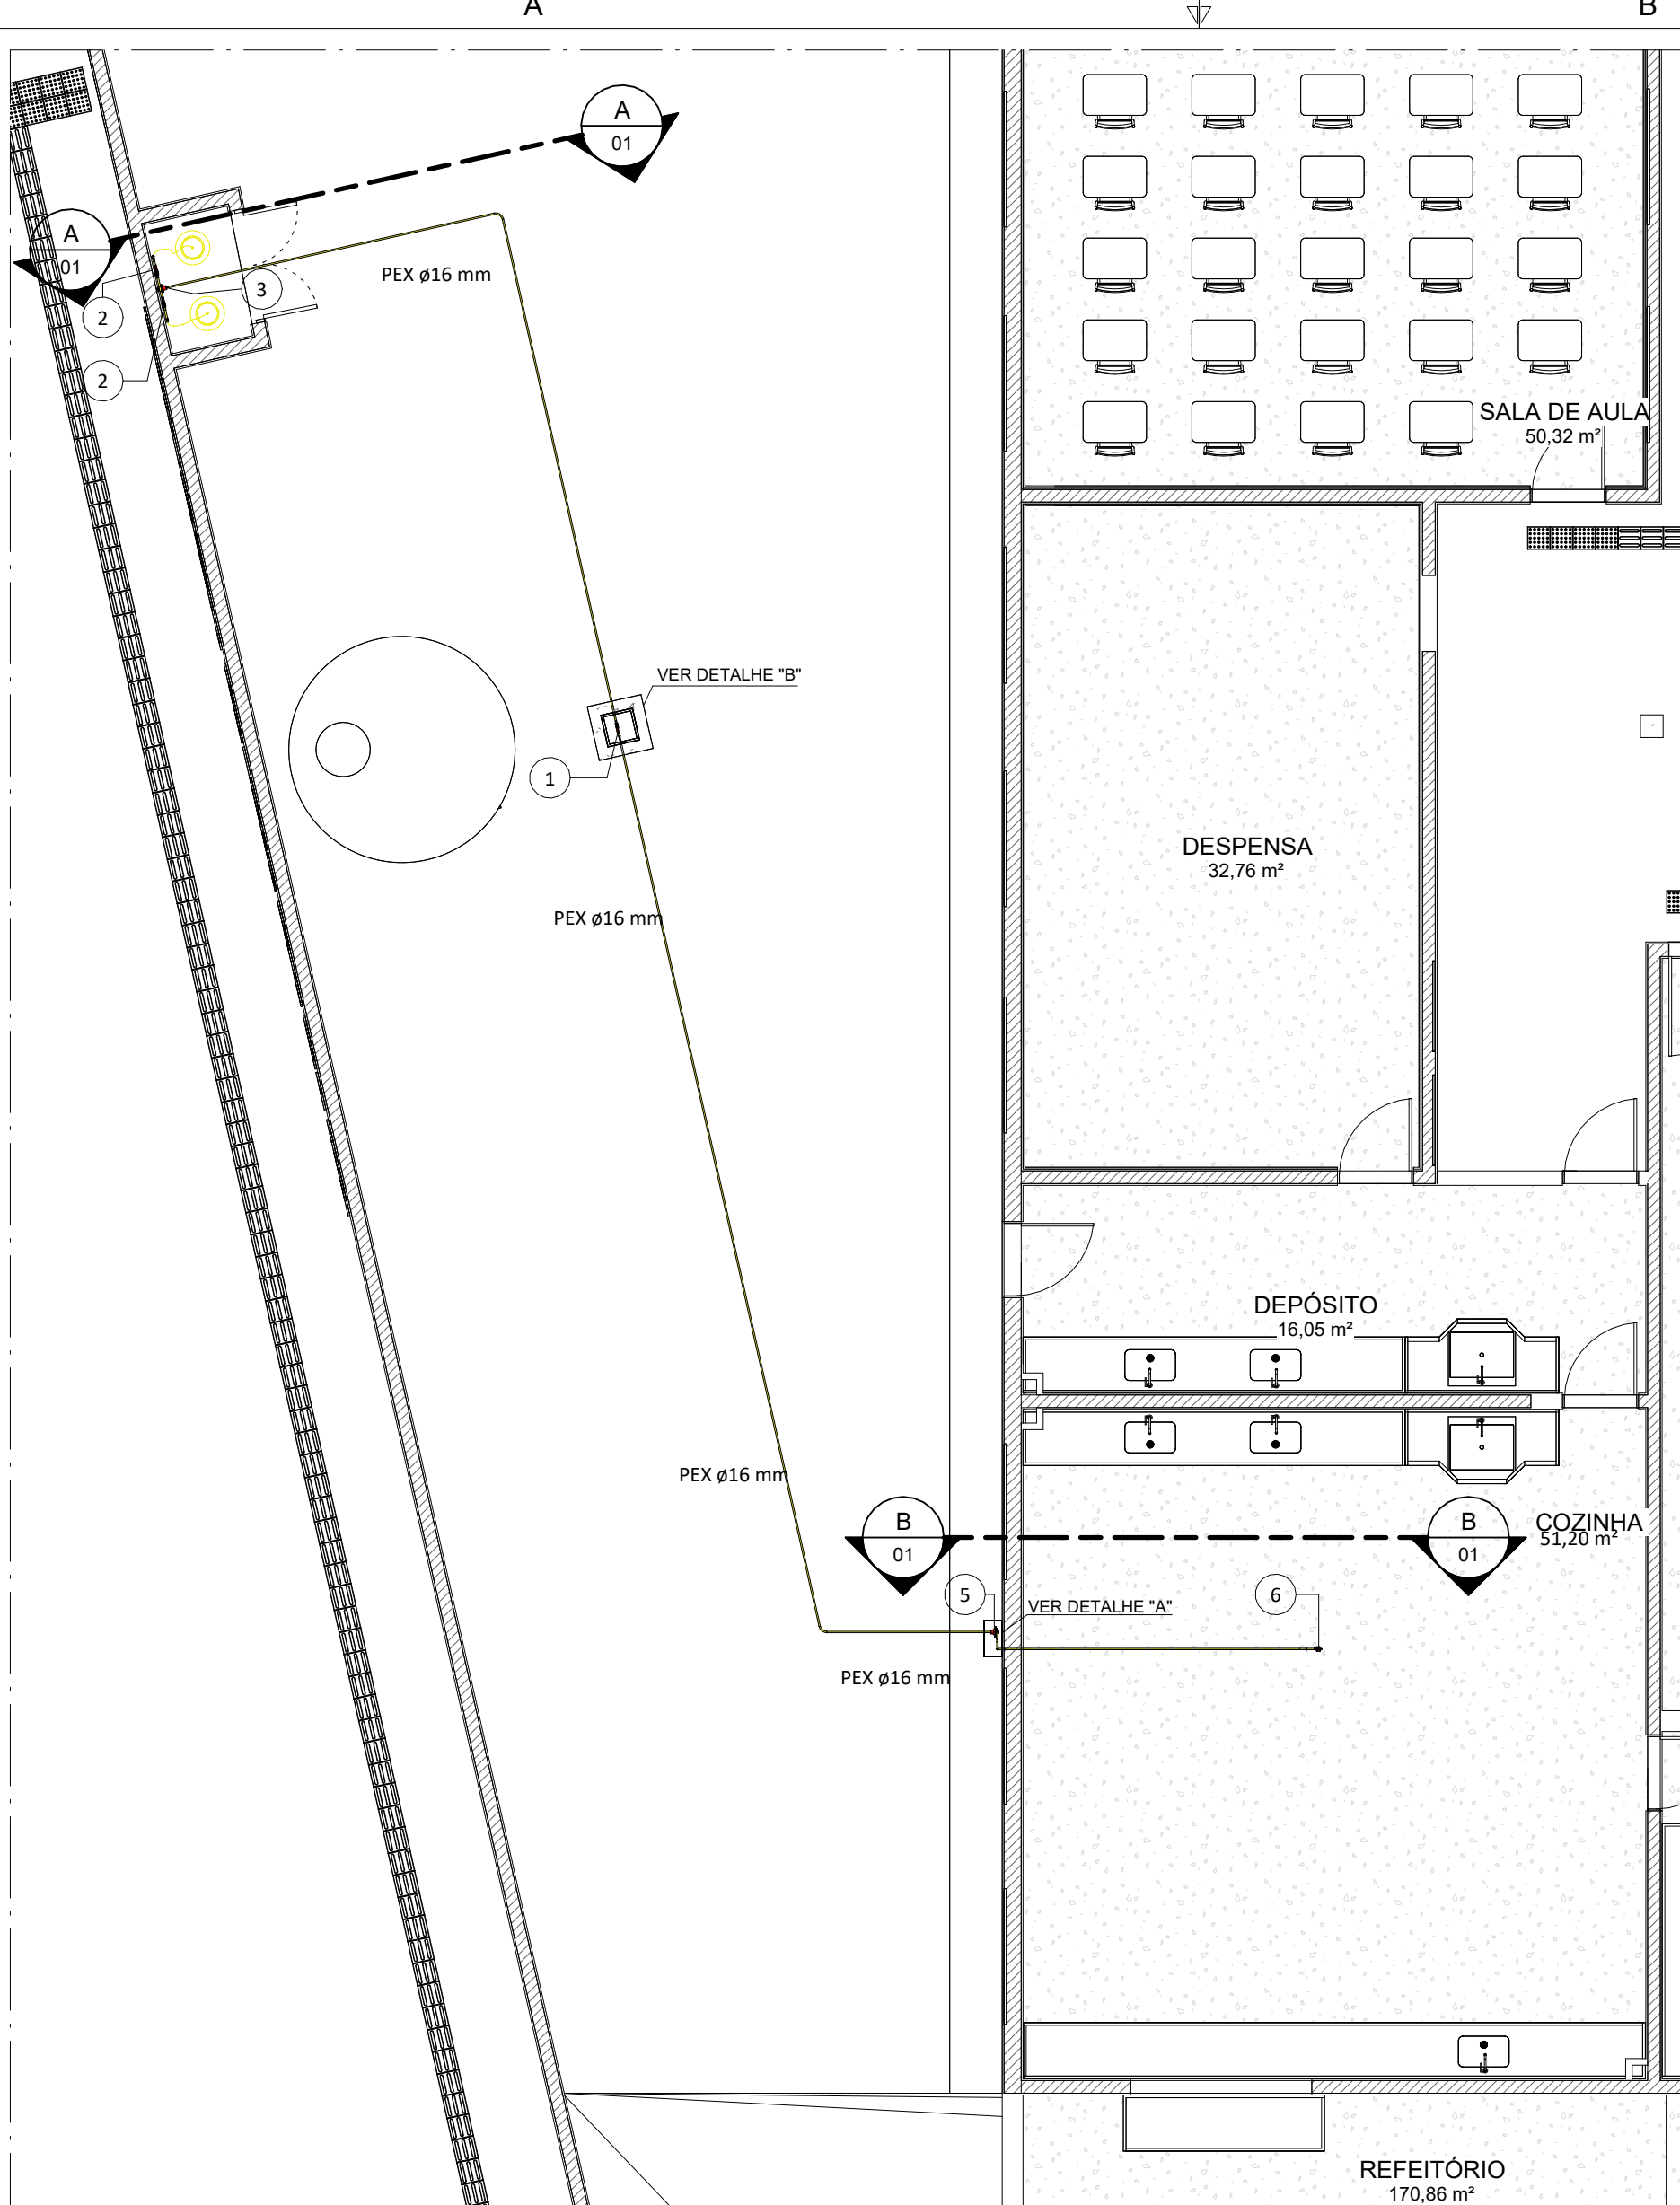 A
B
A
01
A
01
PEX ø16 mm
3
2
2
SALA DE AULA
50,32 m²
VER DETALHE "B"
1
DESPENSA
32,76 m²
PEX ø16 mm
DEPÓSITO
16,05 m²
PEX ø16 mm
B
01
B
01
COZINHA
51,20 m²
5
6
VER DETALHE "A"
PEX ø16 mm
REFEITÓRIO
170,86 m²